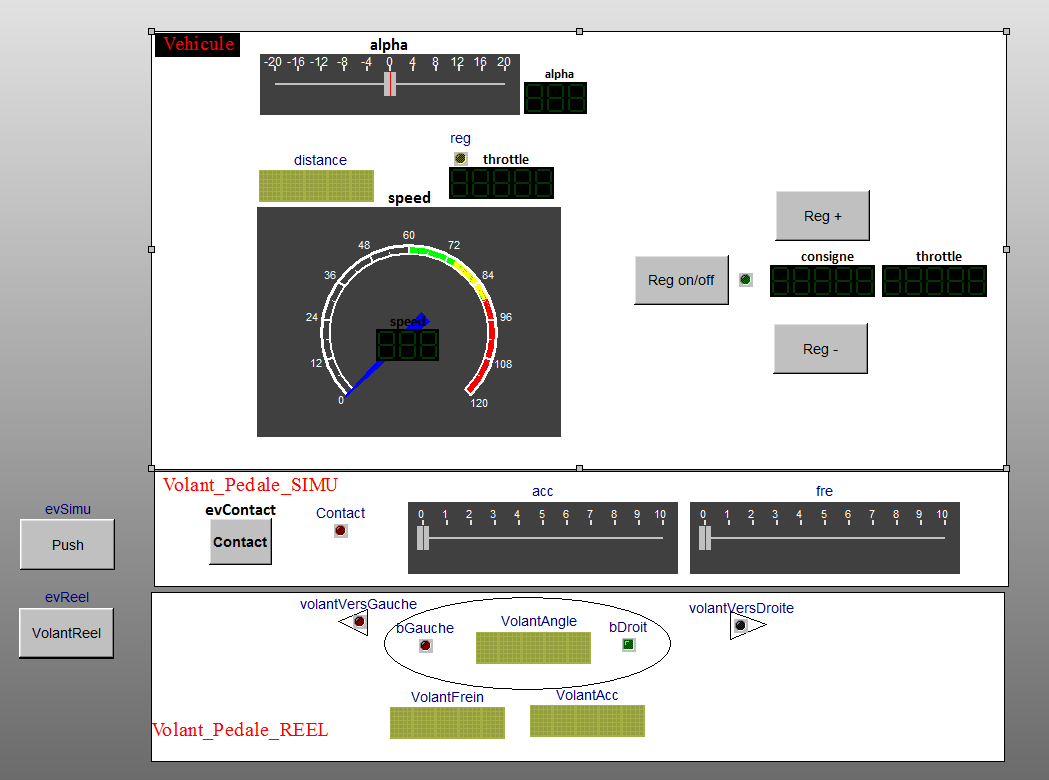 Vehicule
alpha
-20 -16 -12 -8 -4 0 4 8 12 16 20
alpha
reg
distance
throttle
speed
0 12 24 36 48 60 72 84 96 108 120
speed
Reg +
Reg on/off
consigne
throttle
Reg -
Volant_Pedale_SIMU
evContact
Contact
Contact
acc
0 1 2 3 4 5 6 7 8 9 10
fre
0 1 2 3 4 5 6 7 8 9 10
evSimu
Push
evReel
VolantReel
volantVersGauche
bGauche
VolantAngle
bDroit
volantVersDroite
VolantFrein
VolantAcc
Volant_Pedale_REEL